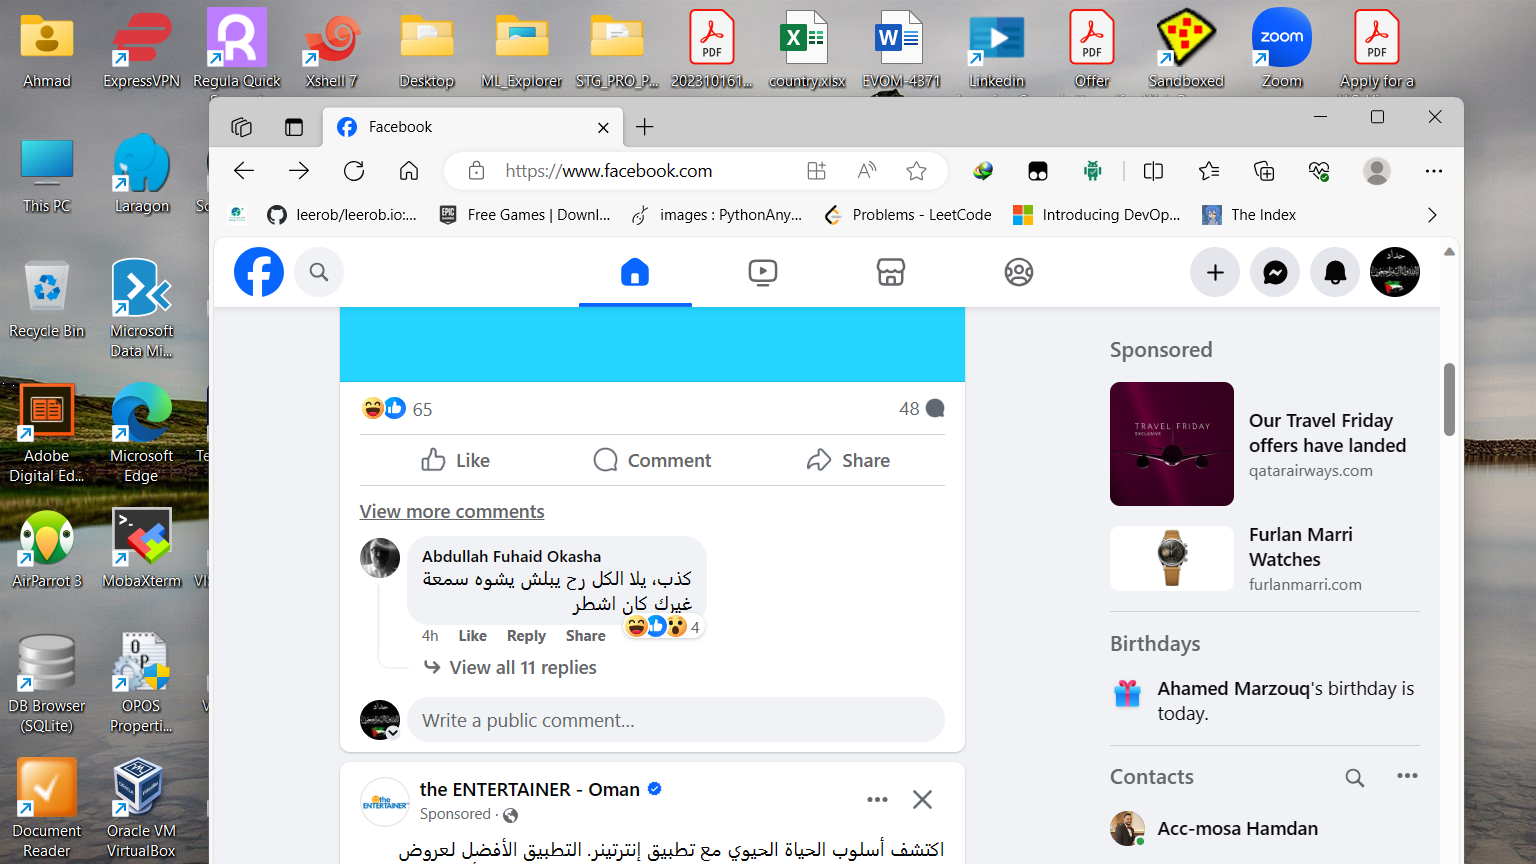 Ahmad
ExpressVPN
Regula Quick
Xshell 7
Desktop
ML_Explorer
STG_PRO_P...
202310161...
country.xlsx
EVOM-4371
Linkedin
Offer
Sandboxed
Zoom
Apply for a
PDF
PDF
PDF
zoom
Facebook
https://www.facebook.com
leerob/leerob.io:...
Free Games | Downl...
images : PythonAny...
Problems - LeetCode
Introducing DevOp...
The Index
This PC
Laragon
Recycle Bin
Microsoft
Data Mi...
Adobe
Digital Ed...
Microsoft
Edge
AirParrot 3
MobaXterm
DB Browser
(SQLite)
OPOS
Properti...
Document
Reader
Oracle VM
VirtualBox
65
48
Like
Comment
Share
View more comments
Abdullah Fuhaid Okasha
كذب، يلا الكل رح يبلش يشوه سمعة
غيرك كان اشطر
4h Like Reply Share
4
View all 11 replies
Write a public comment...
the ENTERTAINER - Oman
Sponsored ·
the
ENTERTAINER
اكتشف أسلوب الحياة الحيوي مع تطبيق إنترتينر. التطبيق الأفضل لعروض
Sponsored
TRAVEL FRIDAY
EXCLUSIVE
Our Travel Friday
offers have landed
qatarairways.com
Furlan Marri
Watches
furlanmarri.com
Birthdays
Ahamed Marzouq's birthday is
today.
Contacts
Acc-mosa Hamdan